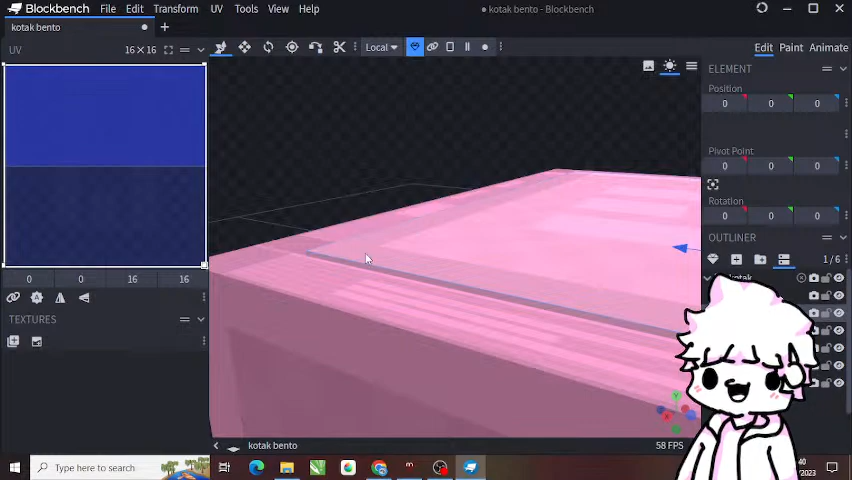 Blockbench File Edit Transform UV Tools View Help
kotak bento - Blockbench
kotak bento
UV 16×16
Local
Edit Paint Animate
ELEMENT
Position
0 0 0
Pivot Point
0 0 0
Rotation
0 0 0
OUTLINER
1/6
kotak
0 0 16 16
TEXTURES
kotak bento
58 FPS
Type here to search